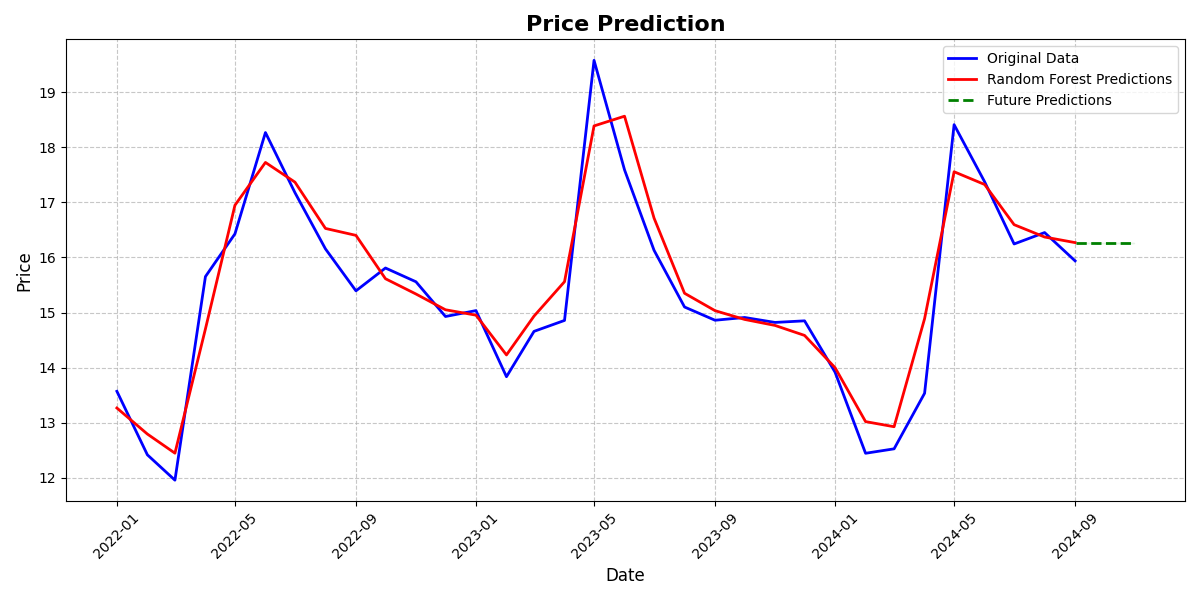 Price Prediction
Original Data
Random Forest Predictions
Future Predictions
Price
19
18
17
16
15
14
13
12
2022-01
2022-05
2022-09
2023-01
2023-05
2023-09
2024-01
2024-05
2024-09
Date